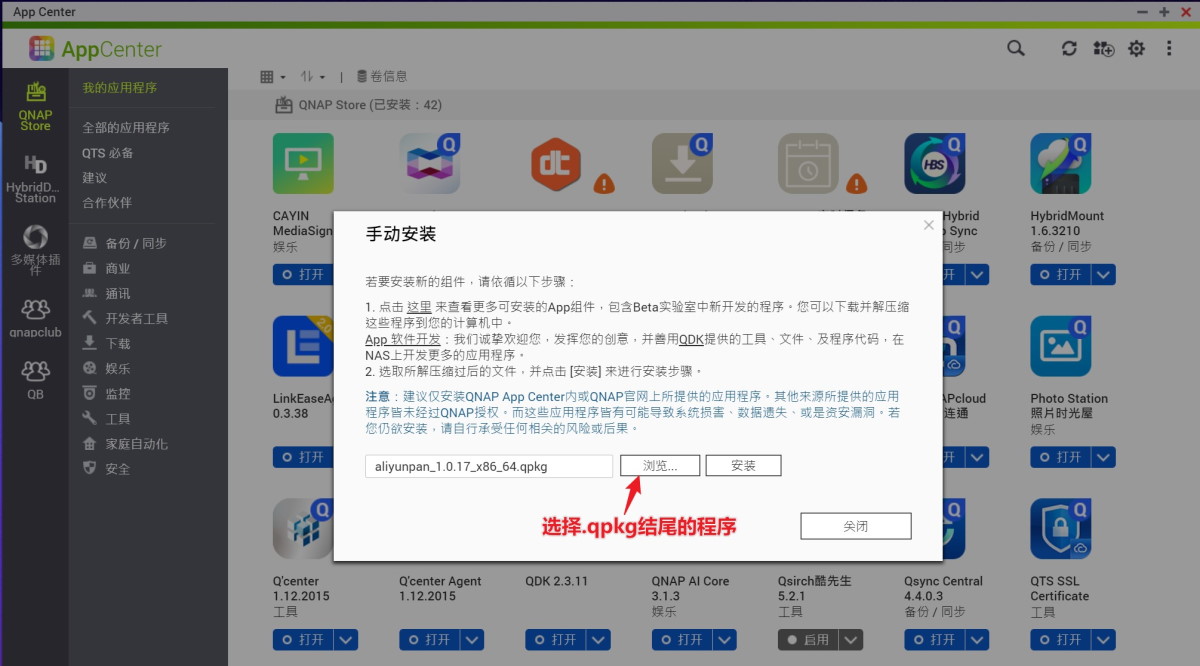 App Center
AppCenter
QNAP Store
HybridD... Station
多媒体插件
qnapclub
QB
我的应用程序
全部的应用程序
QTS 必备
建议
合作伙伴
备份 / 同步
商业
通讯
开发者工具
下载
娱乐
监控
工具
家庭自动化
安全
卷信息
QNAP Store (已安装：42)
CAYIN
MediaSign
娱乐
打开
Hybrid
Sync
同步
HybridMount
1.6.3210
备份 / 同步
打开
手动安装
若要安装新的组件，请依循以下步骤：
1. 点击 这里 来查看更多可安装的App组件，包含Beta实验室中新开发的程序。您可以下载并解压缩
这些程序到您的计算机中。
App 软件开发：我们诚挚欢迎您，发挥您的创意，并善用QDK提供的工具、文件、及程序代码，在
NAS上开发更多的应用程序。
2. 选取所解压缩过后的文件，并点击 [安装] 来进行安装步骤。
注意：建议仅安装QNAP App Center内或QNAP官网上所提供的应用程序。其他来源所提供的应用
程序皆未经过QNAP授权。而这些应用程序皆有可能导致系统损害、数据遗失、或是资安漏洞。若
您仍欲安装，请自行承受任何相关的风险或后果。
aliyunpan_1.0.17_x86_64.qpkg
浏览...
安装
选择.qpkg结尾的程序
关闭
2.0
LinkEaseA
0.3.38
打开
APcloud
连通
Photo Station
照片时光屋
娱乐
打开
Q'center
1.12.2015
工具
打开
Q'center Agent
1.12.2015
打开
QDK 2.3.11
打开
QNAP AI Core
3.1.3
娱乐
打开
Qsirch酷先生
5.2.1
工具
启用
Qsync Central
4.4.0.3
备份 / 同步
打开
QTS SSL
Certificate
工具
打开